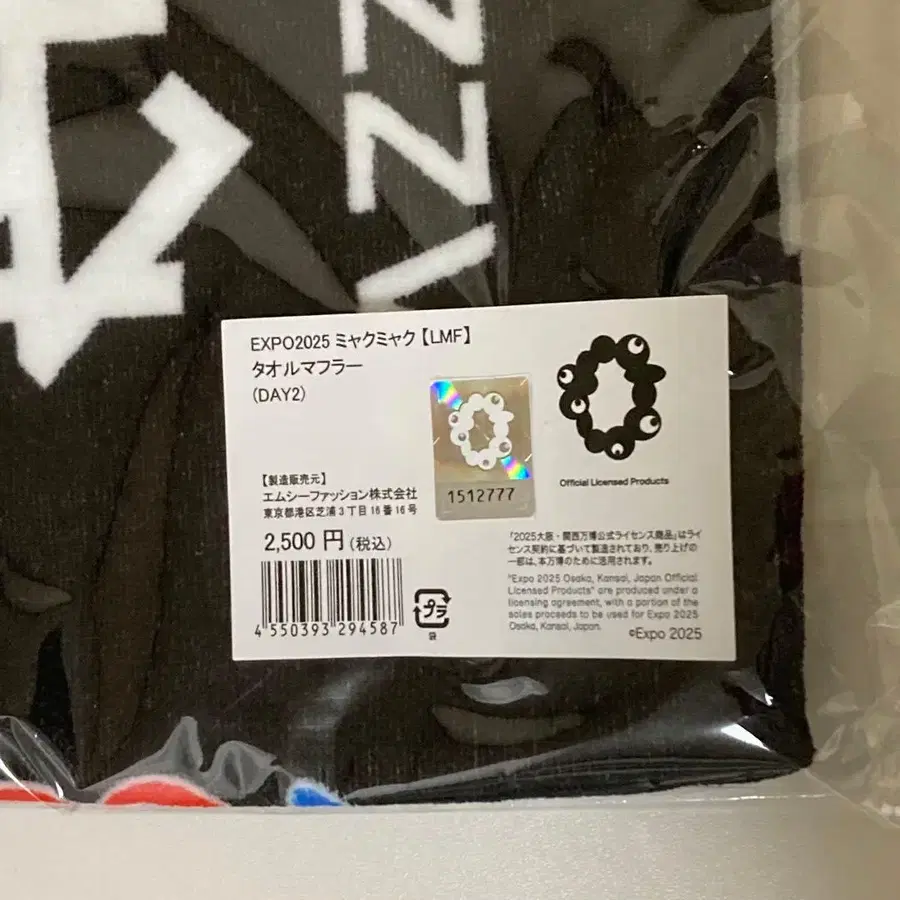 EXPO2025 ミャクミャク【LMF】
タオルマフラー
(DAY2)
1512777
Official Licensed Products
【製造販売元】
エムシーファッション株式会社
東京都港区芝浦3丁目16番16号
2,500 円(税込)
4 550393 294587
プラ
袋
「2025大阪・関西万博公式ライセンス商品」はライ
センス契約に基づいて製造されており、売り上げの
一部は、本万博のために活用されます。
"Expo 2025 Osaka, Kansai, Japan Official
Licensed Products" are produced under a
licensing agreement, with a portion of the
sales proceeds to be used for Expo 2025
Osaka, Kansai, Japan.
©Expo 2025